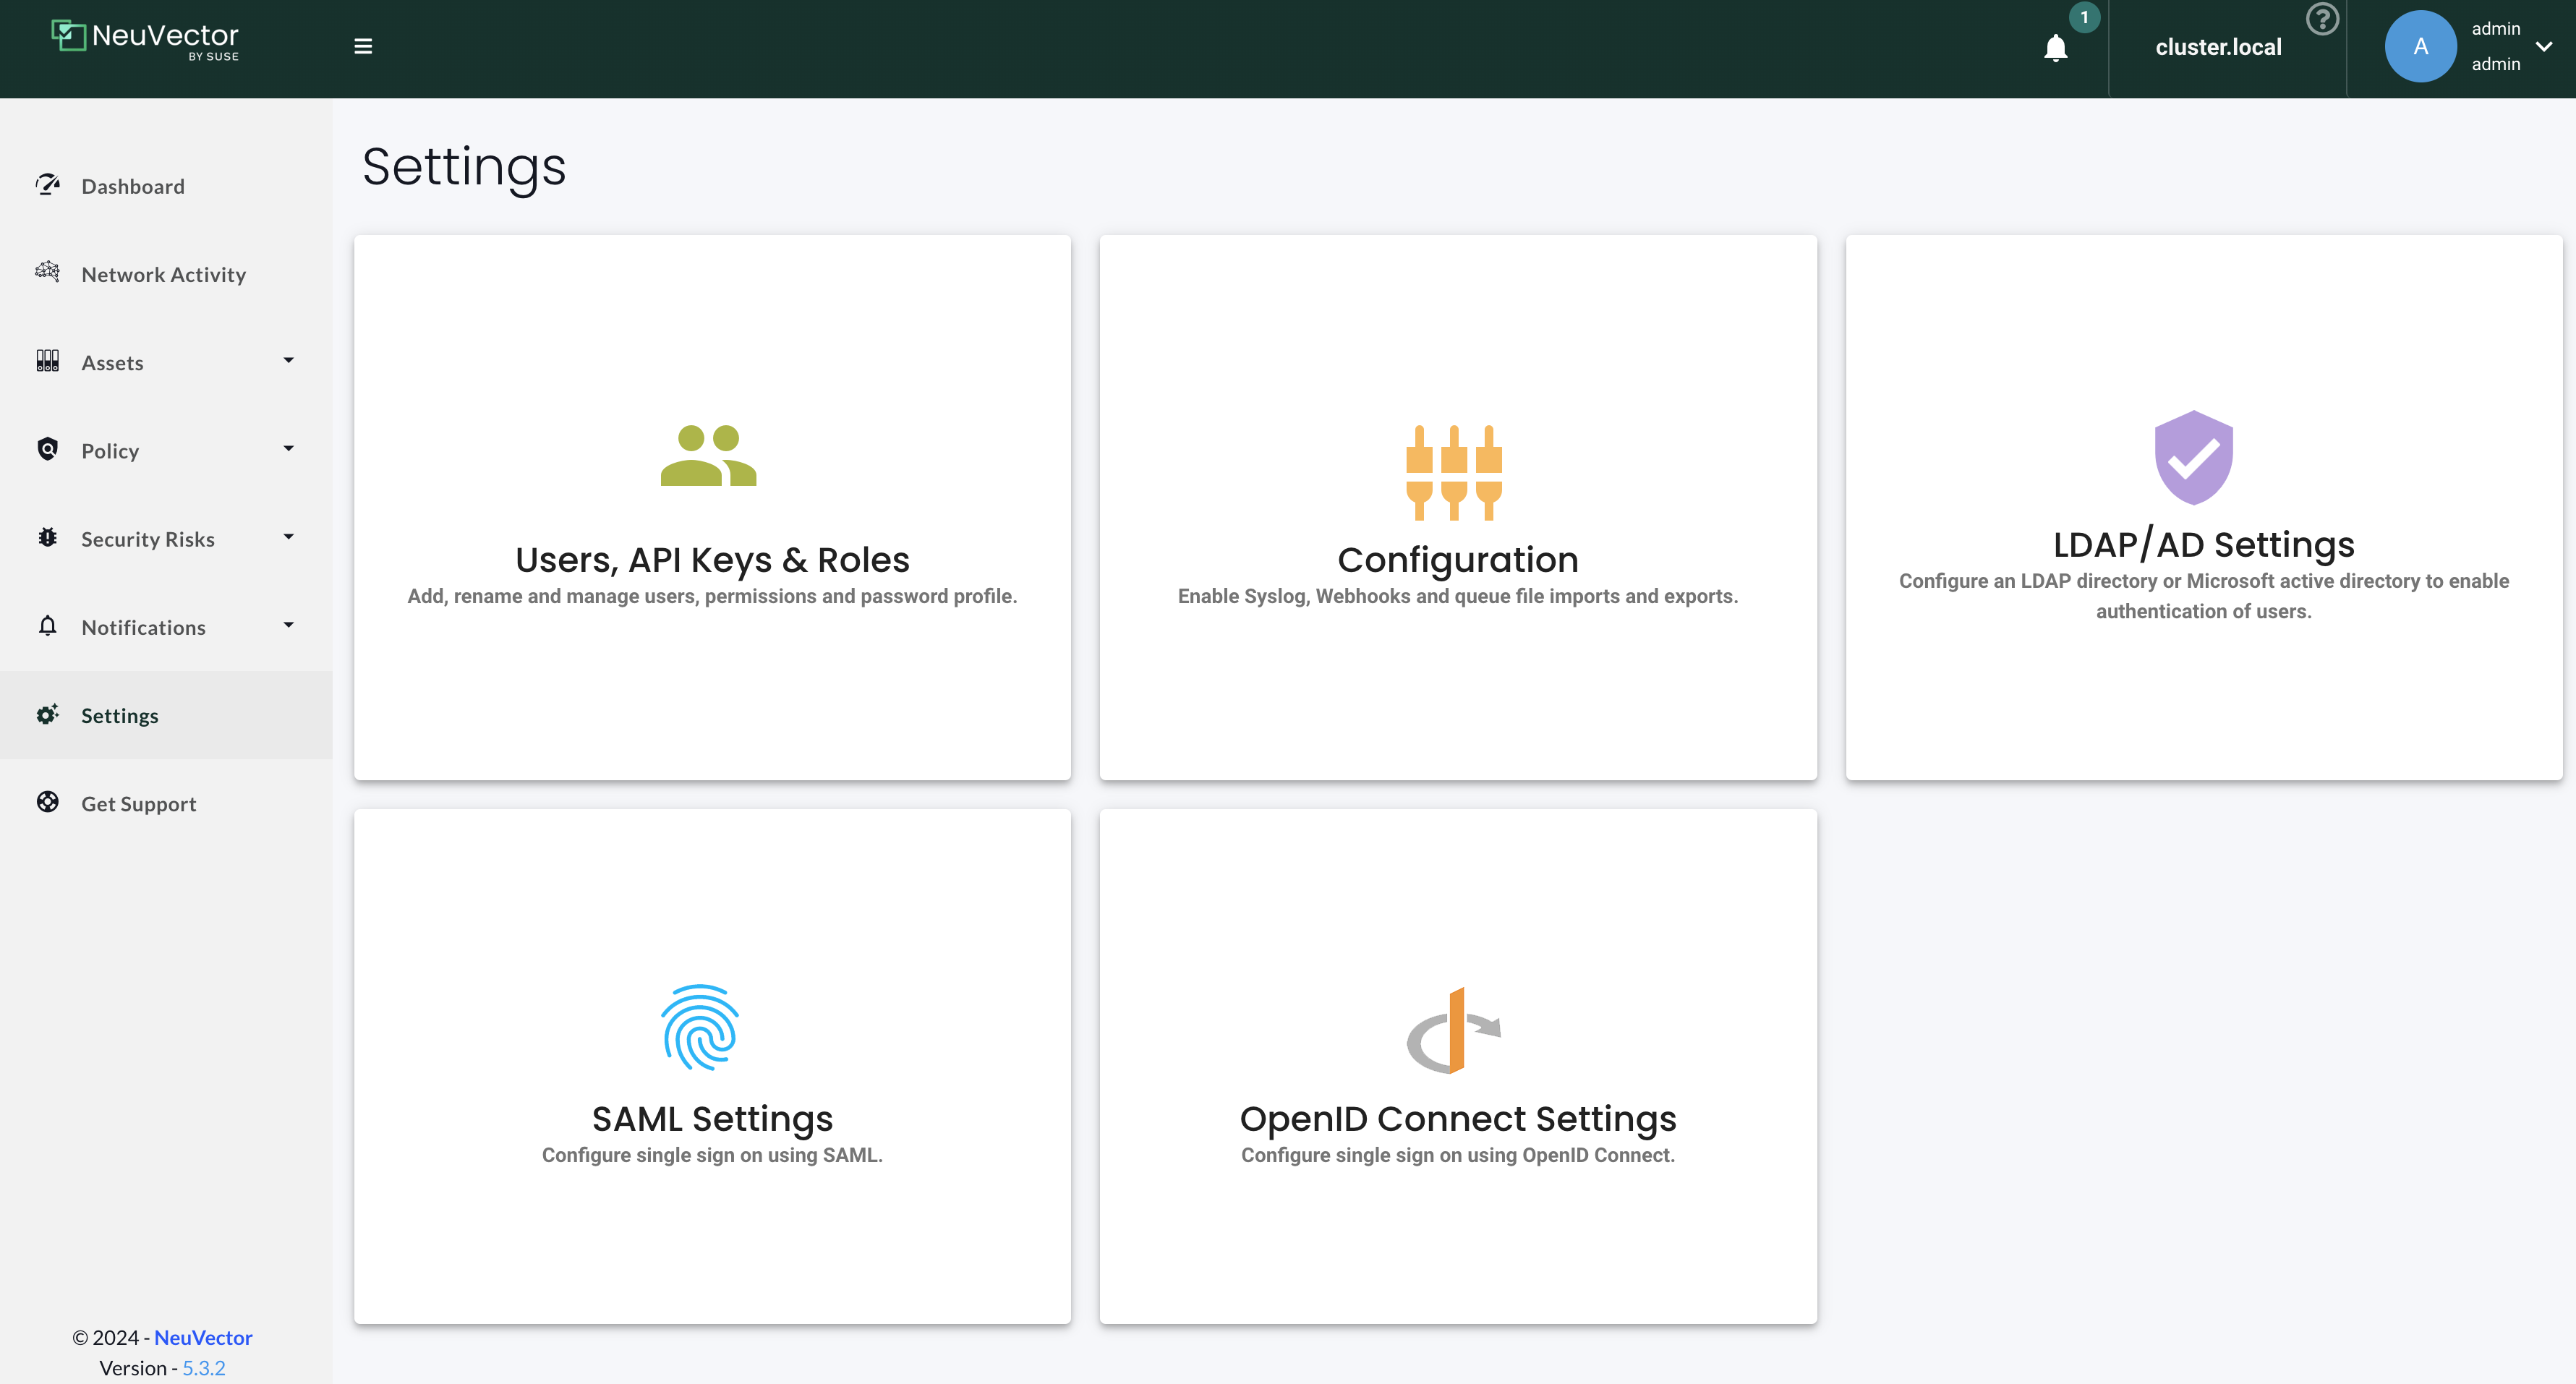 NeuVector
BY SUSE
1
cluster.local
?
A
admin
admin
Dashboard
Network Activity
Assets
Policy
Security Risks
Notifications
Settings
Get Support
© 2024 - NeuVector
Version - 5.3.2
Settings
Users, API Keys & Roles
Add, rename and manage users, permissions and password profile.
Configuration
Enable Syslog, Webhooks and queue file imports and exports.
LDAP/AD Settings
Configure an LDAP directory or Microsoft active directory to enable
authentication of users.
SAML Settings
Configure single sign on using SAML.
OpenID Connect Settings
Configure single sign on using OpenID Connect.